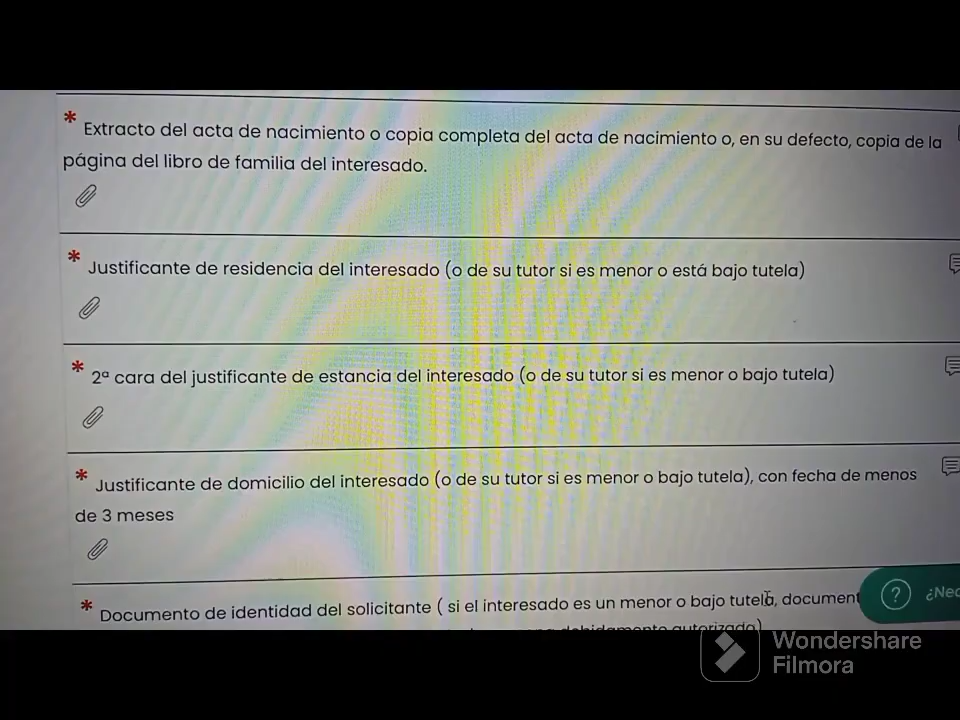 * Extracto del acta de nacimiento o copia completa del acta de nacimiento o, en su defecto, copia de la
página del libro de familia del interesado.
* Justificante de residencia del interesado (o de su tutor si es menor o está bajo tutela)
* 2ª cara del justificante de estancia del interesado (o de su tutor si es menor o bajo tutela)
* Justificante de domicilio del interesado (o de su tutor si es menor o bajo tutela), con fecha de menos
de 3 meses
* Documento de identidad del solicitante ( si el interesado es un menor o bajo tutela, document
debidamente autorizado)
? ¿Nec
Wondershare
Filmora